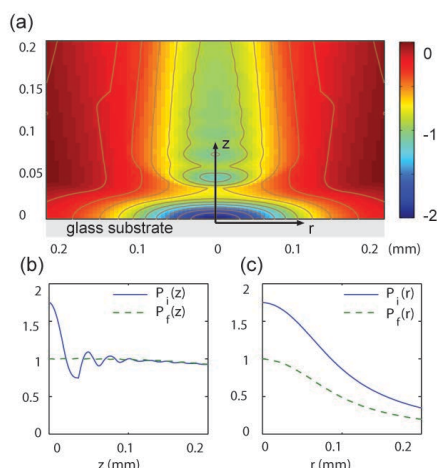 (a)
0.2
0.15
0.1
0.05
0
z
r
glass substrate
0.2 0.1 0 0.1 0.2 (mm)
0
-1
-2
(b)
2
1.5
1
0.5
0
P_i(z)
P_f(z)
0 0.1 0.2
z (mm)
(c)
2
1.5
1
0.5
0
P_i(r)
P_f(r)
0 0.1 0.2
r (mm)